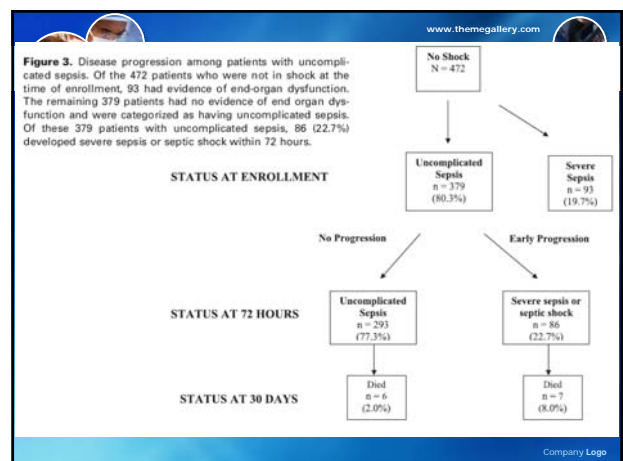 www.themegallery.com
Figure 3. Disease progression among patients with uncompli-
cated sepsis. Of the 472 patients who were not in shock at the
time of enrollment, 93 had evidence of end-organ dysfunction.
The remaining 379 patients had no evidence of end organ dys-
function and were categorized as having uncomplicated sepsis.
Of these 379 patients with uncomplicated sepsis, 86 (22.7%)
developed severe sepsis or septic shock within 72 hours.
No Shock
N = 472
STATUS AT ENROLLMENT
Uncomplicated
Sepsis
n = 379
(80.3%)
Severe
Sepsis
n = 93
(19.7%)
No Progression
Early Progression
STATUS AT 72 HOURS
Uncomplicated
Sepsis
n = 293
(77.3%)
Severe sepsis or
septic shock
n = 86
(22.7%)
STATUS AT 30 DAYS
Died
n = 6
(2.0%)
Died
n = 7
(8.0%)
Company Logo